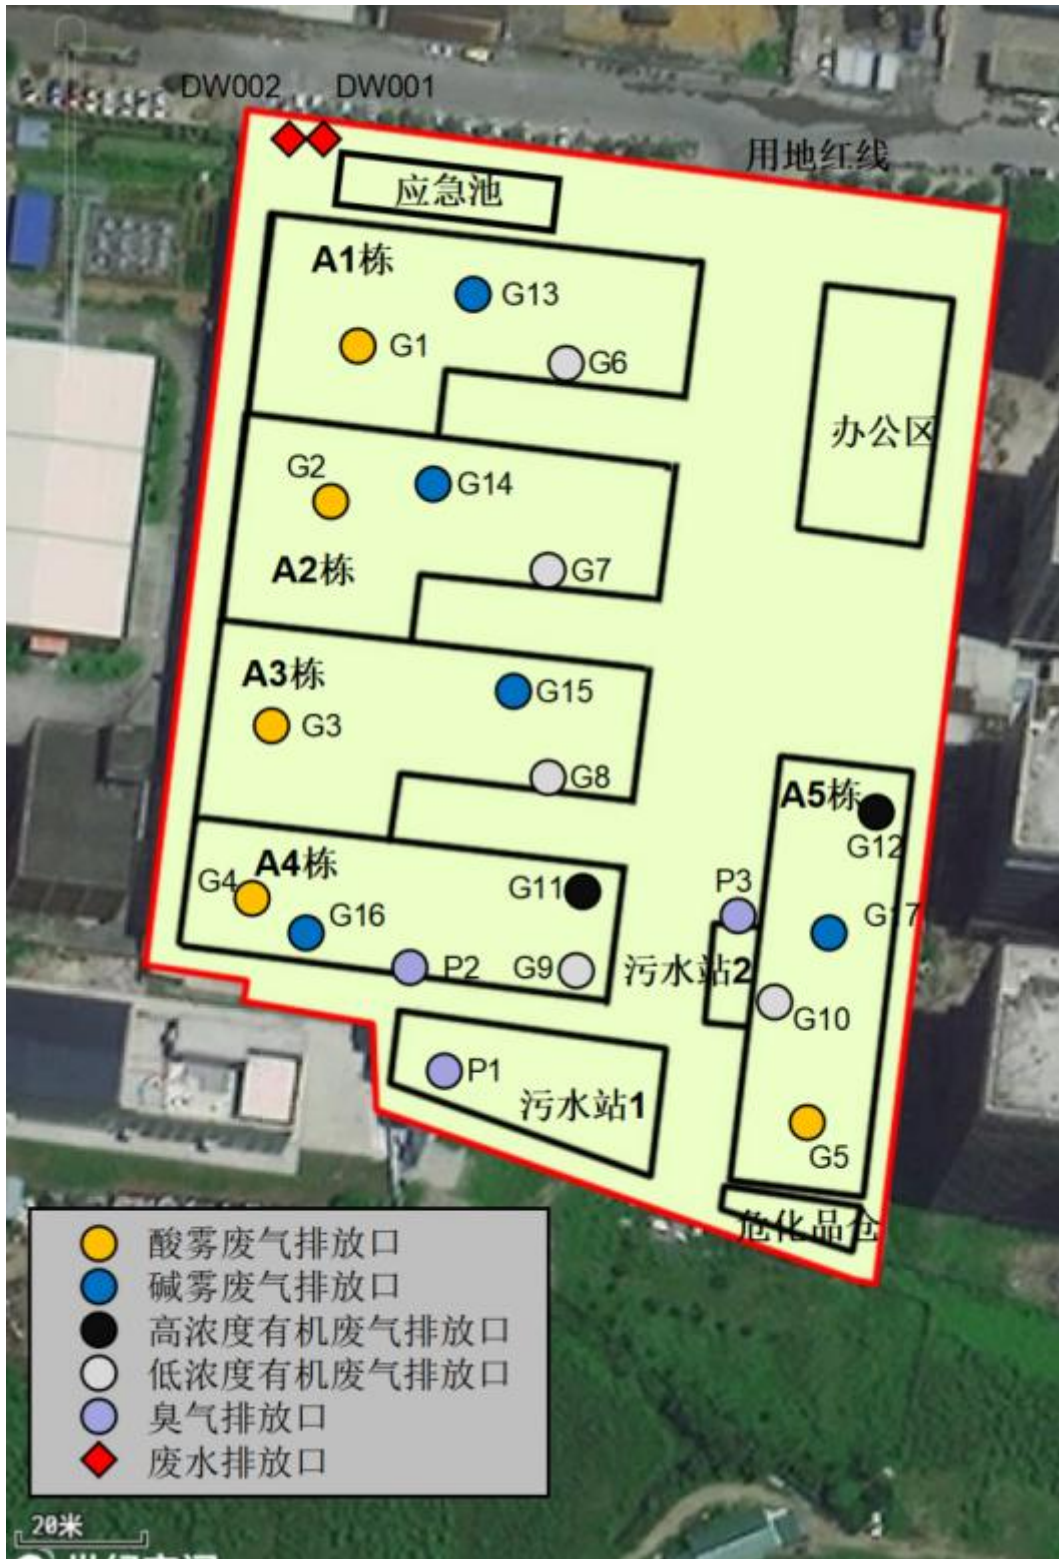 DW002 DW001
用地红线
应急池
A1栋
G13
G1
G6
办公区
G2
G14
A2栋
G7
A3栋
G15
G3
G8
A5栋
G12
A4栋
G4
G11
P3
G16
G17
P2
G9
污水站2
G10
P1
污水站1
G5
危化品仓
酸雾废气排放口
碱雾废气排放口
高浓度有机废气排放口
低浓度有机废气排放口
臭气排放口
废水排放口
20米